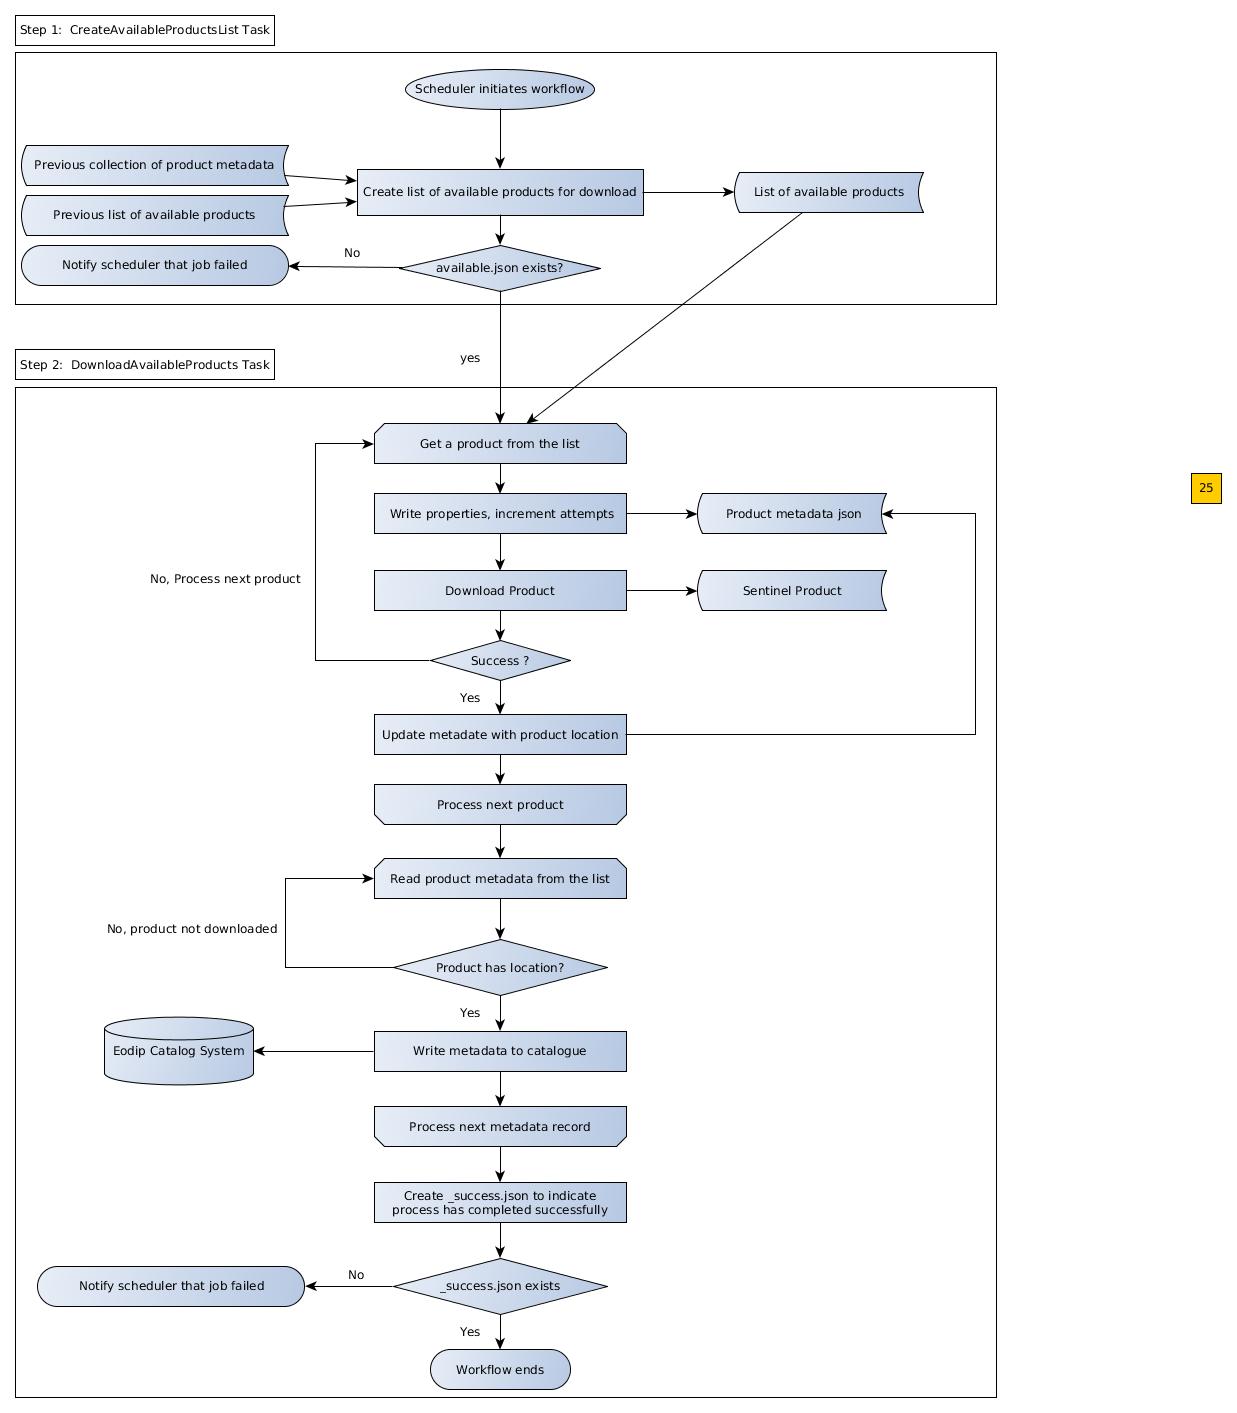 Step 1:  CreateAvailableProductsList Task
Scheduler initiates workflow
Previous collection of product metadata
Create list of available products for download
List of available products
Previous list of available products
No
Notify scheduler that job failed
available.json exists?
yes
Step 2:  DownloadAvailableProducts Task
Get a product from the list
25
Write properties, increment attempts
Product metadata json
No, Process next product
Download Product
Sentinel Product
Success ?
Yes
Update metadate with product location
Process next product
Read product metadata from the list
No, product not downloaded
Product has location?
Yes
Eodip Catalog System
Write metadata to catalogue
Process next metadata record
Create _success.json to indicate
process has completed successfully
No
Notify scheduler that job failed
_success.json exists
Yes
Workflow ends